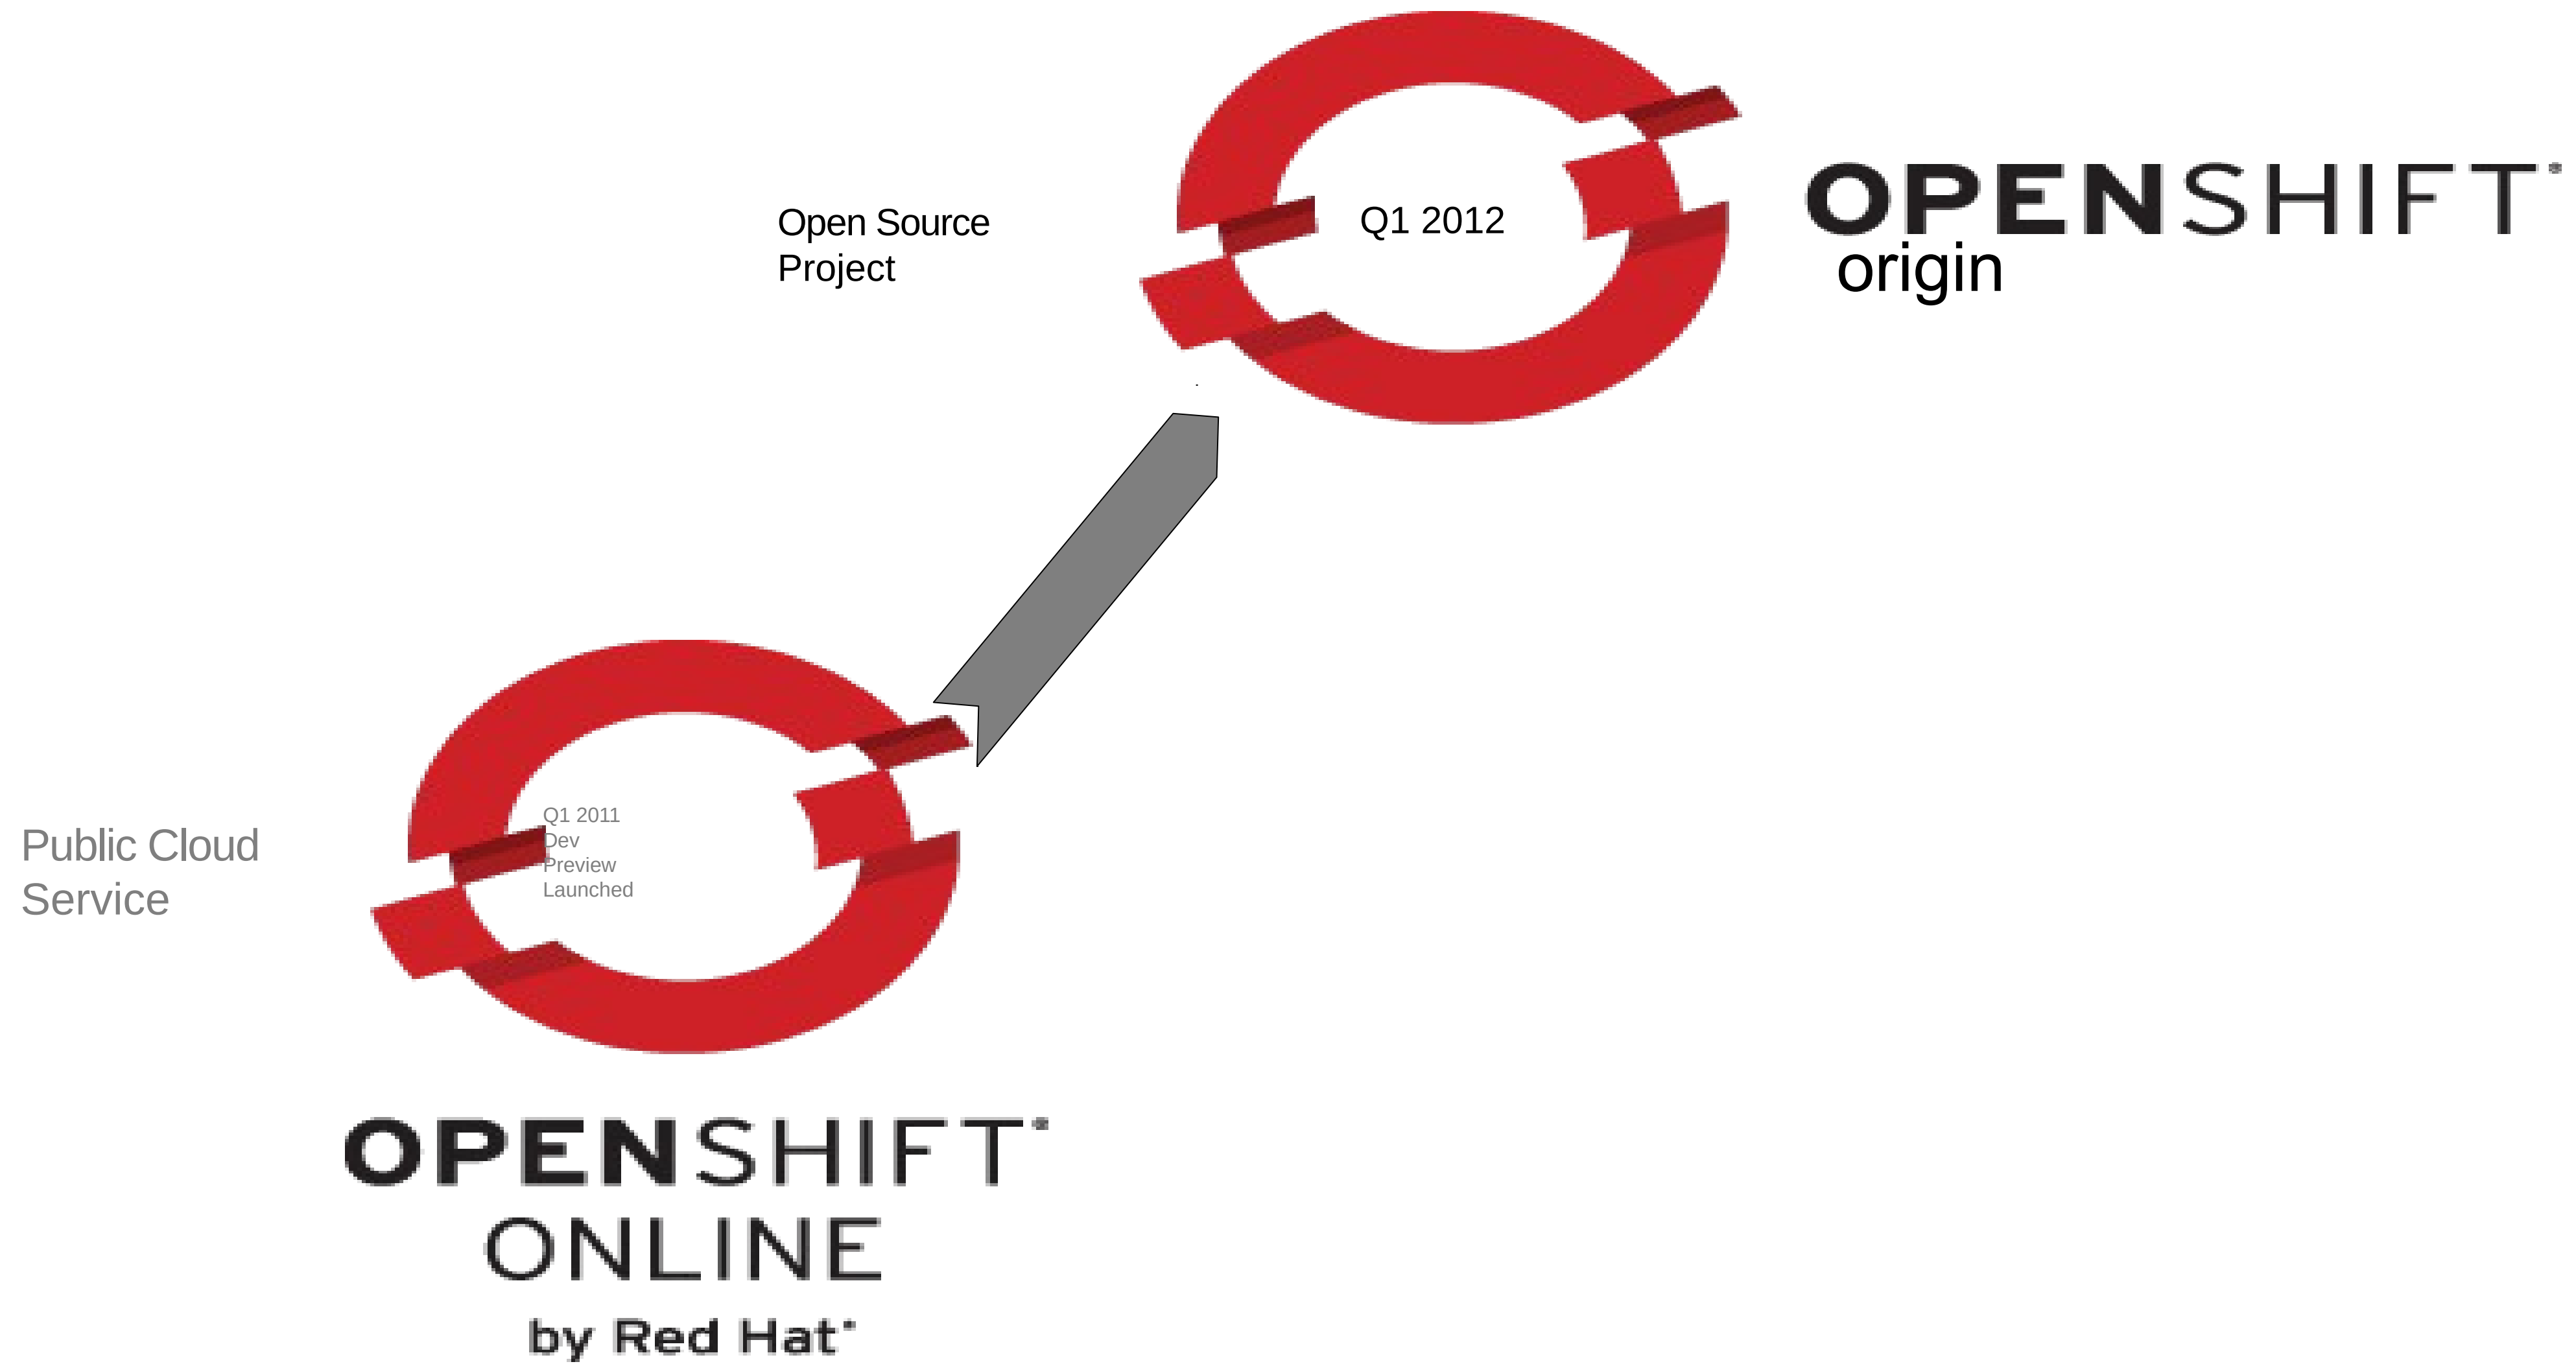 OPENSHIFT
origin
Open Source
Project
Q1 2012
Public Cloud
Service
Q1 2011
Dev
Preview
Launched
OPENSHIFT
ONLINE
by Red Hat